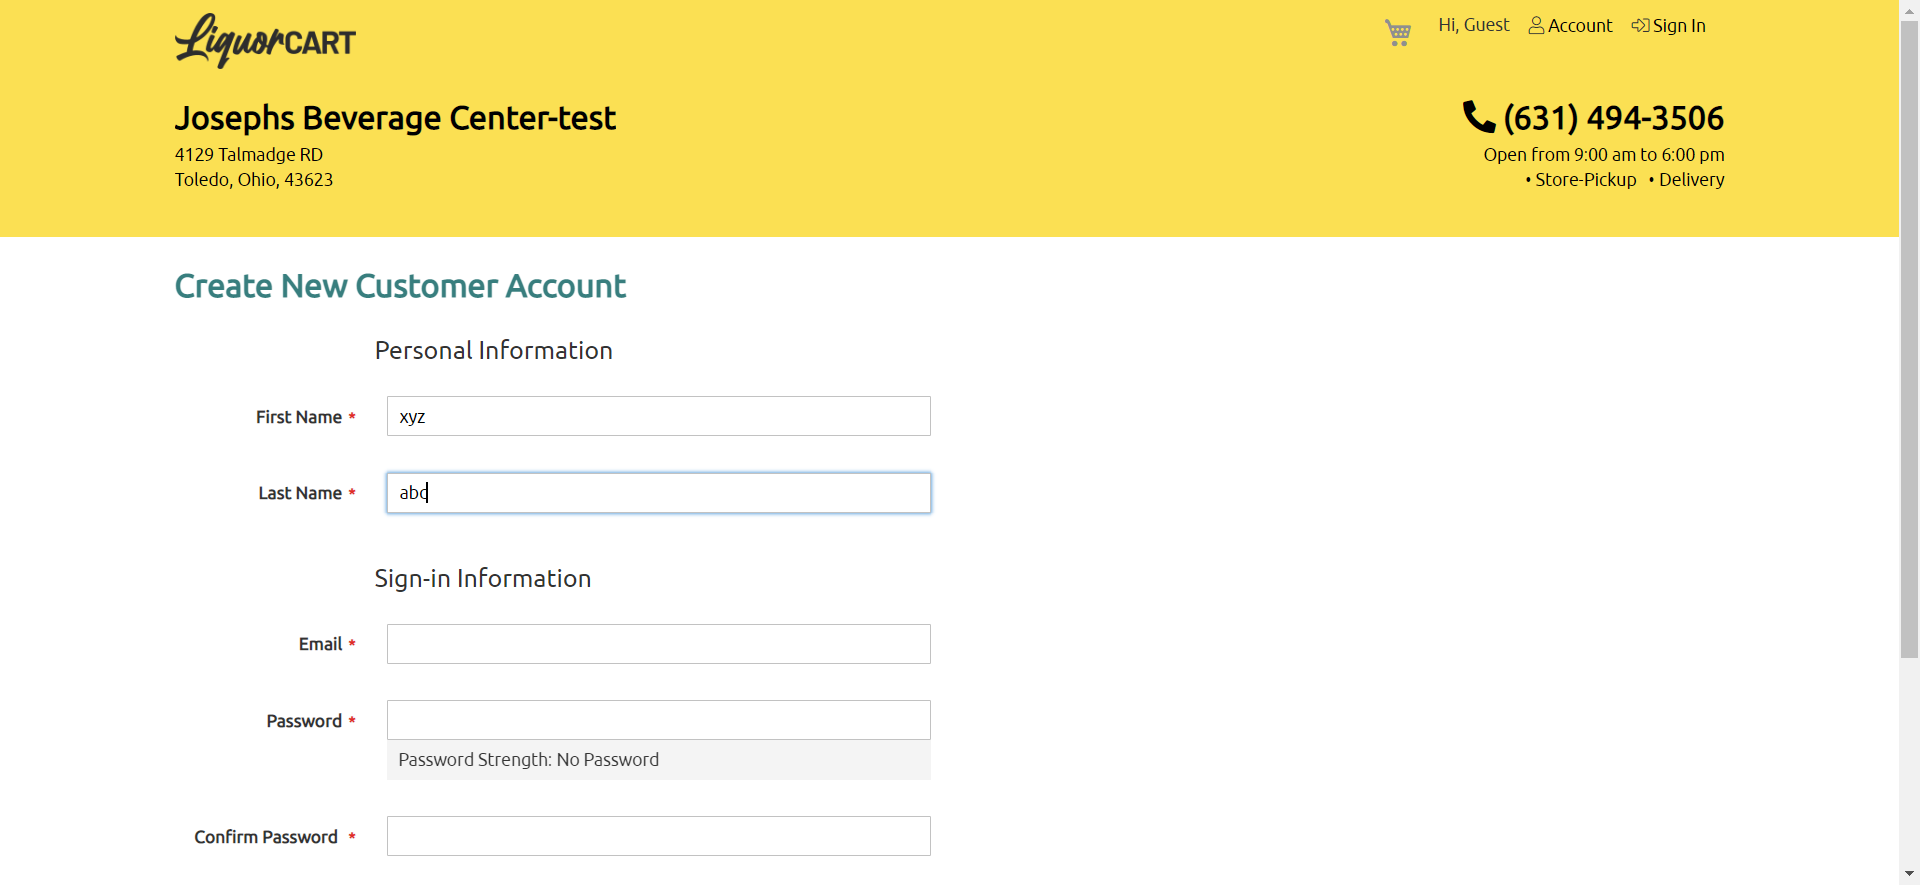 LiquorCART
Hi, Guest Account Sign In
Josephs Beverage Center-test
4129 Talmadge RD
Toledo, Ohio, 43623
(631) 494-3506
Open from 9:00 am to 6:00 pm
• Store-Pickup • Delivery
Create New Customer Account
Personal Information
First Name *
xyz
Last Name *
abc
Sign-in Information
Email *
Password *
Password Strength: No Password
Confirm Password *